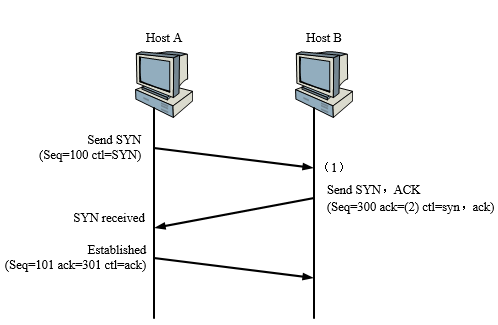 Host A
Host B
Send SYN
(Seq=100 ctl=SYN)
(1)
Send SYN，ACK
(Seq=300 ack=(2) ctl=syn，ack)
SYN received
Established
(Seq=101 ack=301 ctl=ack)